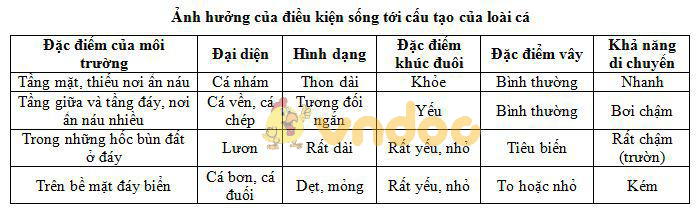 Ảnh hưởng của điều kiện sống tới cấu tạo của loài cá
Đặc điểm của môi trường | Đại diện | Hình dạng | Đặc điểm khúc đuôi | Đặc điểm vây | Khả năng di chuyển
Tầng mặt, thiếu nơi ẩn náu | Cá nhám | Thon dài | Khỏe | Bình thường | Nhanh
Tầng giữa và tầng đáy, nơi ẩn náu nhiều | Cá vền, cá chép | Tương đối ngắn | Yếu | Bình thường | Bơi chậm
Trong những hốc bùn đất ở đáy | Lươn | Rất dài | Rất yếu, nhỏ | Tiêu biến | Rất chậm (trườn)
Trên bề mặt đáy biển | Cá bơn, cá đuối | Dẹt, mỏng | Rất yếu, nhỏ | To hoặc nhỏ | Kém
vndoc